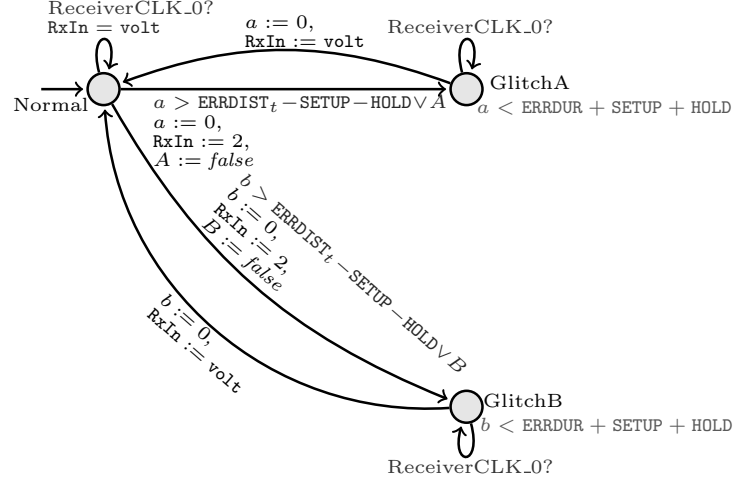 ReceiverCLK_0?
RxIn = volt
a := 0,
RxIn := volt
ReceiverCLK_0?
Normal
GlitchA
a < ERRDUR + SETUP + HOLD
a > ERRDIST_t − SETUP − HOLD ∨ A
a := 0,
RxIn := 2,
A := false
b > ERRDIST_t − SETUP − HOLD ∨ B
b := 0,
RxIn := 2,
B := false
b := 0,
RxIn := volt
GlitchB
b < ERRDUR + SETUP + HOLD
ReceiverCLK_0?